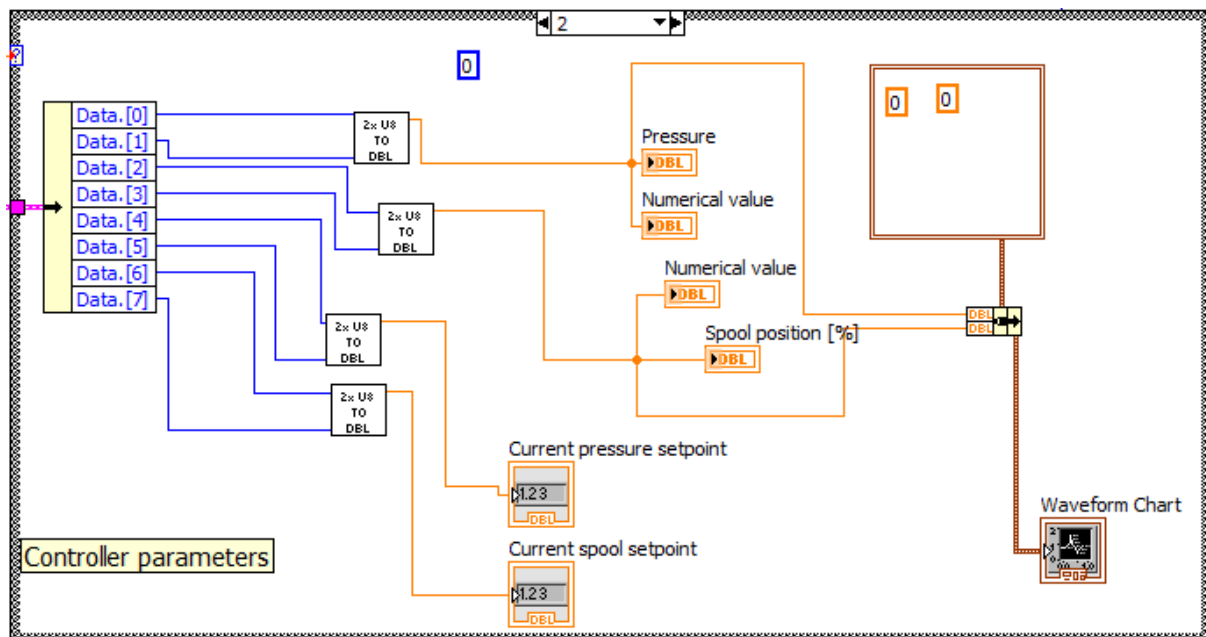 2
?
0
0
0
Data.[0]
Data.[1]
Data.[2]
Data.[3]
Data.[4]
Data.[5]
Data.[6]
Data.[7]
2x U8
TO
DBL
2x U8
TO
DBL
2x U8
TO
DBL
2x U8
TO
DBL
Pressure
DBL
Numerical value
DBL
Numerical value
DBL
Spool position [%]
DBL
DBL
DBL
Current pressure setpoint
1.23
DBL
Current spool setpoint
1.23
DBL
Waveform Chart
2
1
0
Controller parameters